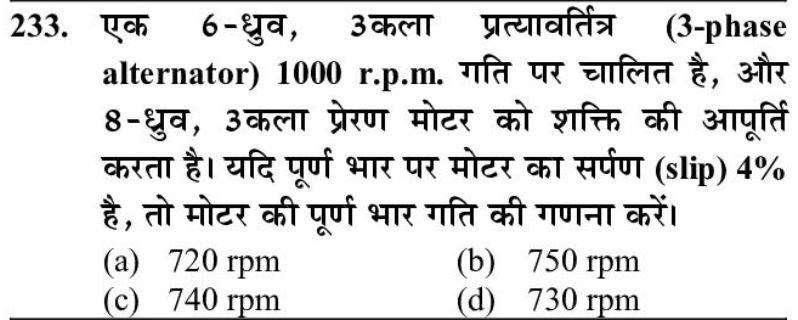 233. एक 6-ध्रुव, 3कला प्रत्यावर्तित्र (3-phase
alternator) 1000 r.p.m. गति पर चालित है, और
8-ध्रुव, 3कला प्रेरण मोटर को शक्ति की आपूर्ति
करता है। यदि पूर्ण भार पर मोटर का सर्पण (slip) 4%
है, तो मोटर की पूर्ण भार गति की गणना करें।
(a) 720 rpm (b) 750 rpm
(c) 740 rpm (d) 730 rpm